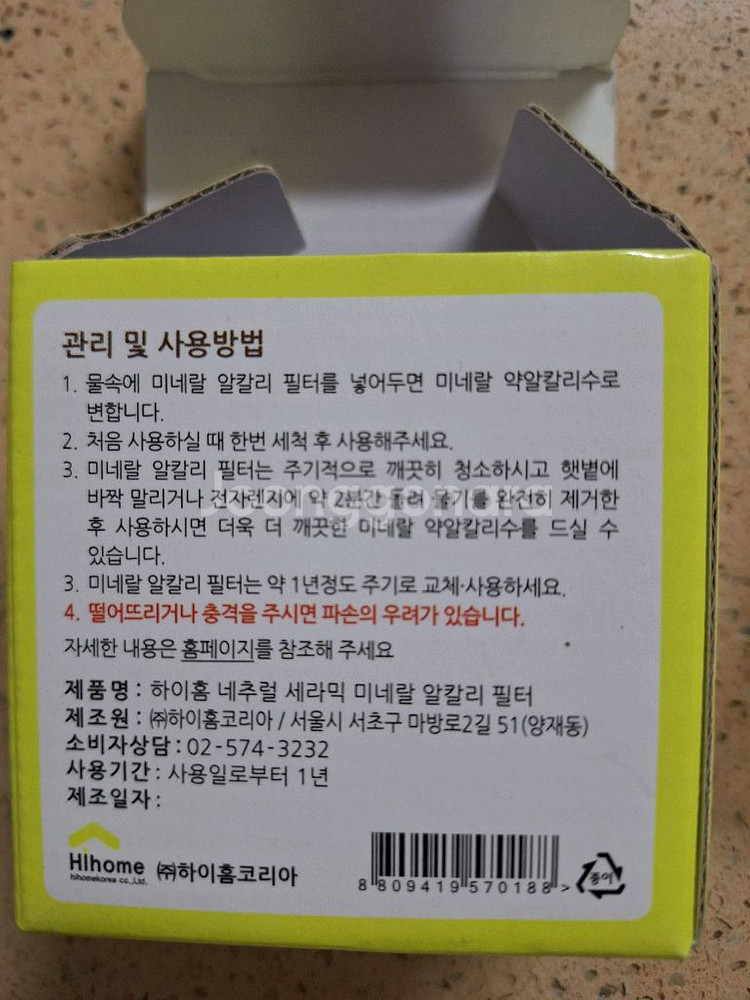 관리 및 사용방법
1. 물속에 미네랄 알칼리 필터를 넣어두면 미네랄 약알칼리수로
변합니다.
2. 처음 사용하실 때 한번 세척 후 사용해주세요.
3. 미네랄 알칼리 필터는 주기적으로 깨끗히 청소하시고 햇볕에
바짝 말리거나 전자렌지에 약 2분간 돌려 물기를 완전히 제거한
후 사용하시면 더욱 더 깨끗한 미네랄 약알칼리수를 드실 수
있습니다.
3. 미네랄 알칼리 필터는 약 1년정도 주기로 교체·사용하세요.
4. 떨어뜨리거나 충격을 주시면 파손의 우려가 있습니다.
자세한 내용은 홈페이지를 참조해 주세요
제품명 : 하이홈 네추럴 세라믹 미네랄 알칼리 필터
제조원 : ㈜하이홈코리아 / 서울시 서초구 마방로2길 51(양재동)
소비자상담 : 02-574-3232
사용기간 : 사용일로부터 1년
제조일자 :
Hihome
hihomekorea co.,Ltd.
㈜하이홈코리아
8 809419 570188 >
종이
Joonggonara